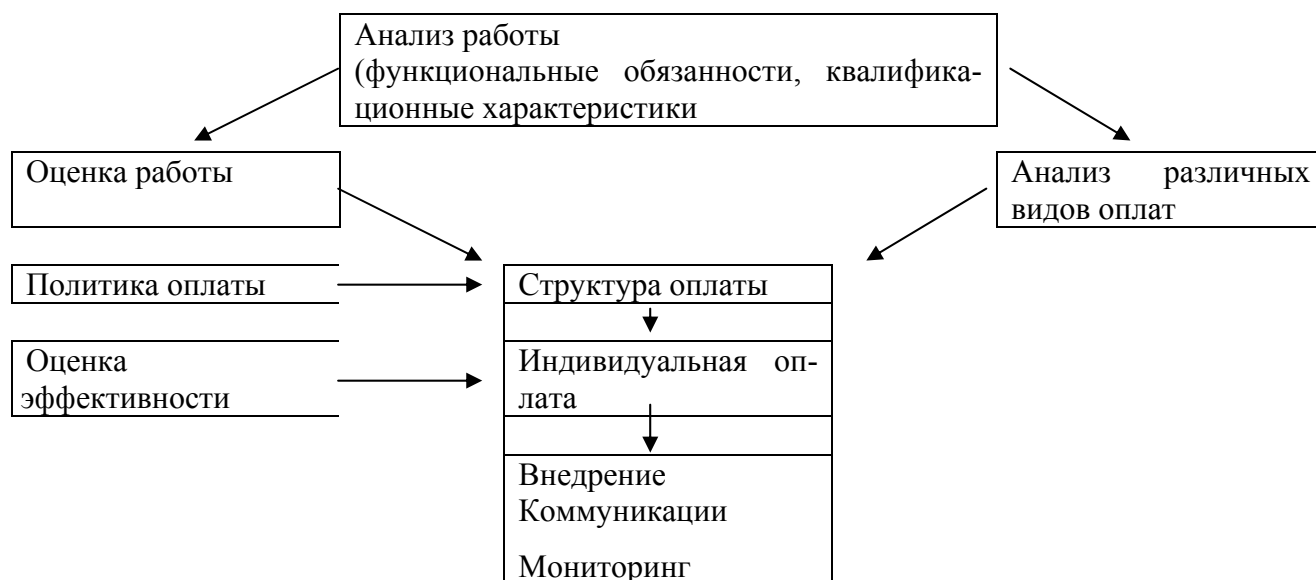 Анализ работы
(функциональные обязанности, квалифика-
ционные характеристики
Оценка работы
Анализ различных
видов оплат
Политика оплаты
Структура оплаты
Оценка
эффективности
Индивидуальная оп-
лата
Внедрение
Коммуникации
Мониторинг